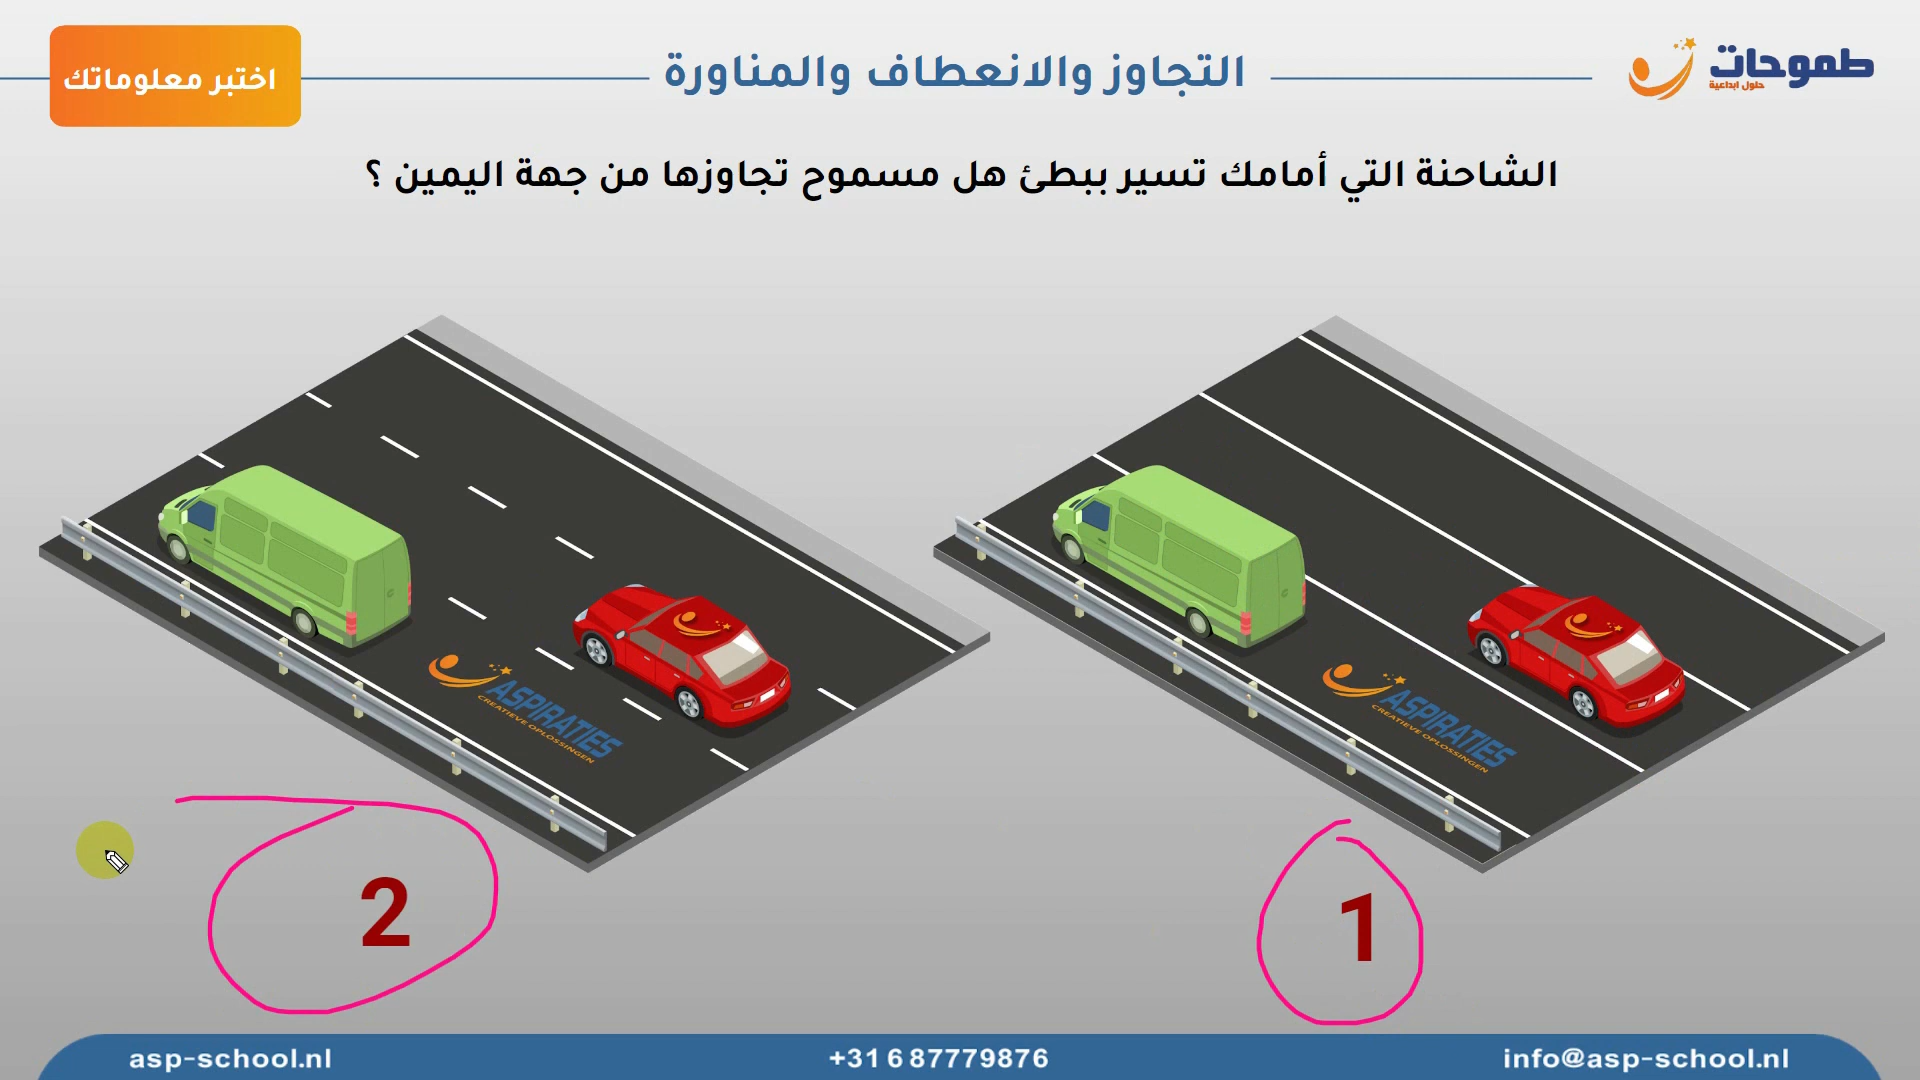 طموحات
حلول ابداعية
التجاوز والانعطاف والمناورة
اختبر معلوماتك
الشاحنة التي أمامك تسير ببطئ هل مسموح تجاوزها من جهة اليمين ؟
ASPIRATIES
CREATIEVE OPLOSSINGEN
ASPIRATIES
CREATIEVE OPLOSSINGEN
1
2
asp-school.nl
+31 6 87779876
info@asp-school.nl